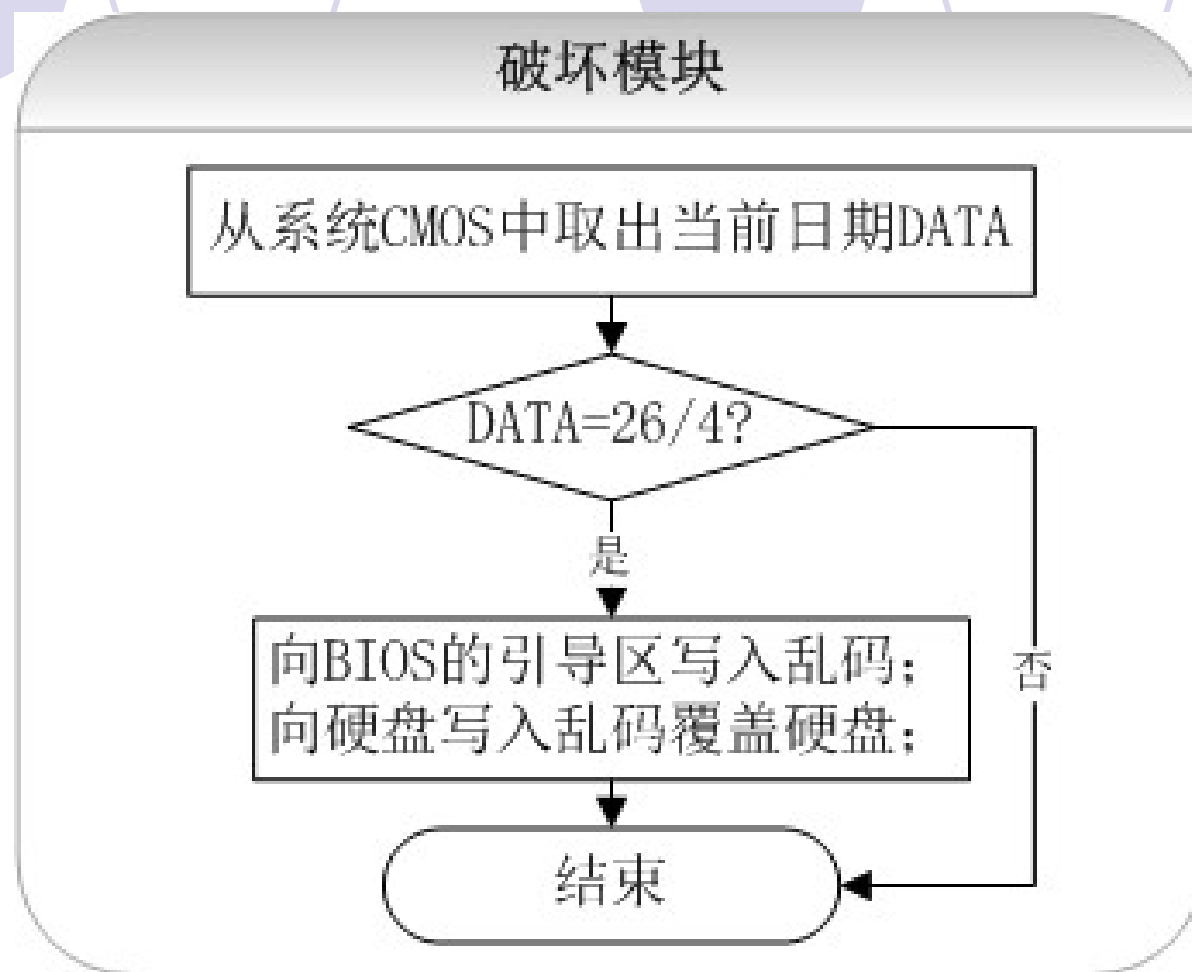 破坏模块
从系统CMOS中取出当前日期DATA
DATA=26/4?
是
向BIOS的引导区写入乱码;
否
向硬盘写入乱码覆盖硬盘;
结束